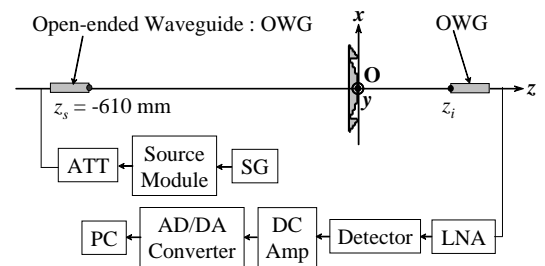 Open-ended Waveguide : OWG
x
OWG
O
y
z
z_s = -610 mm
z_i
ATT
Source
Module
SG
PC
AD/DA
Converter
DC
Amp
Detector
LNA